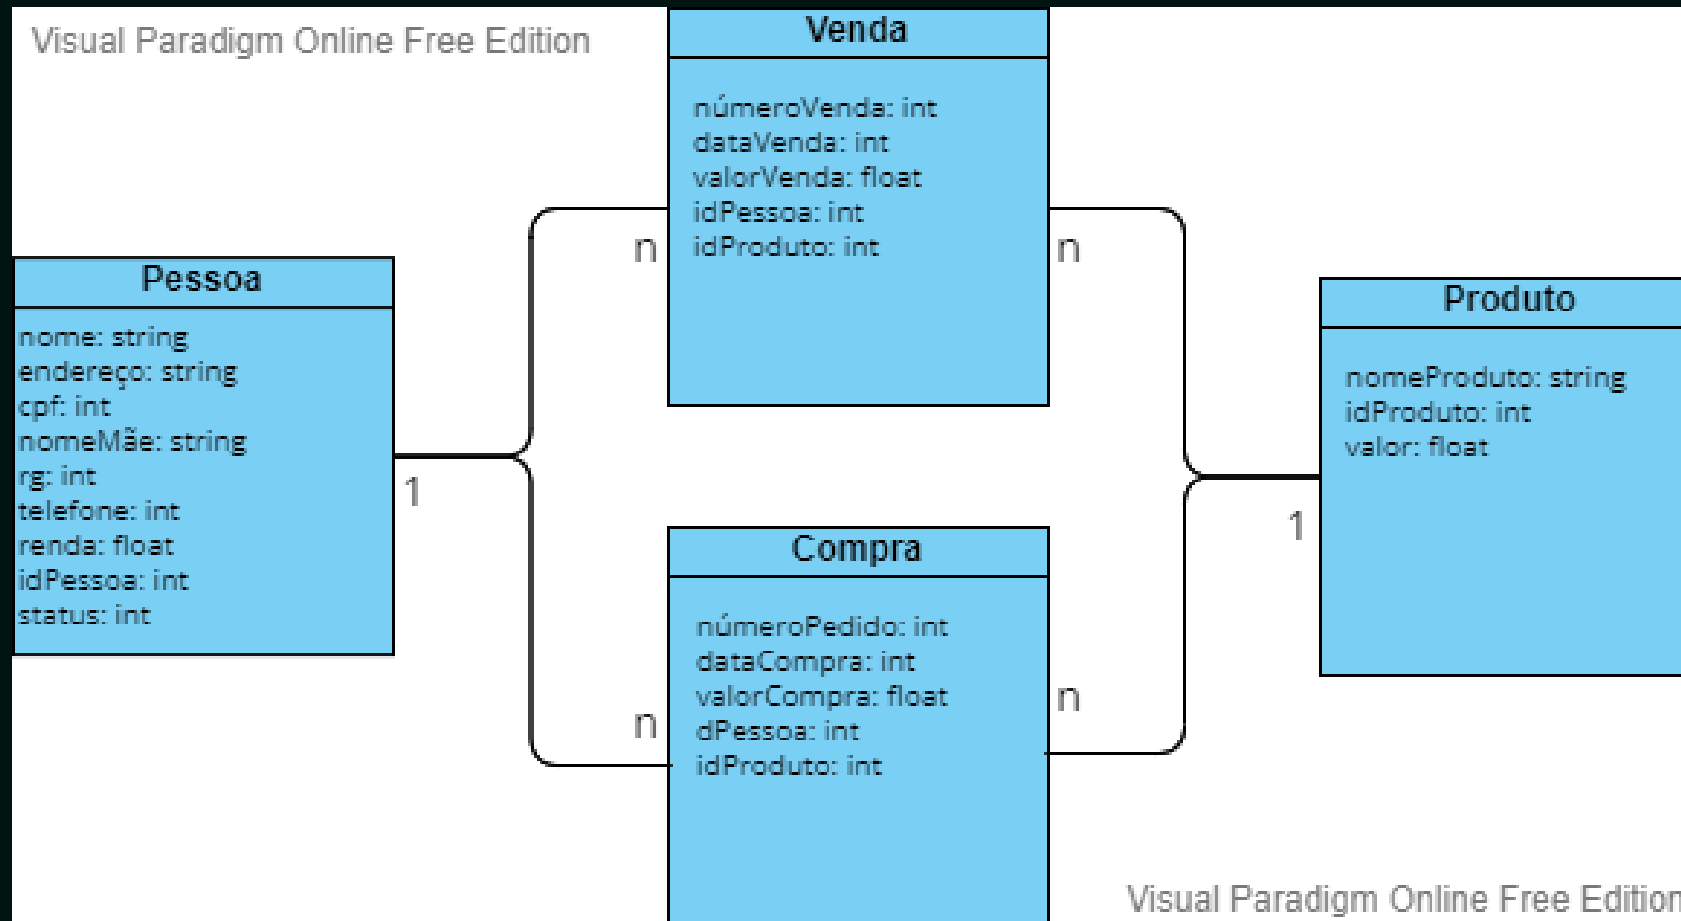 Visual Paradigm Online Free Edition
Venda
númeroVenda: int
dataVenda: int
valorVenda: float
idPessoa: int
idProduto: int
n
n
Pessoa
nome: string
endereço: string
cpf: int
nomeMãe: string
rg: int
telefone: int
renda: float
idPessoa: int
status: int
1
Produto
nomeProduto: string
idProduto: int
valor: float
1
Compra
númeroPedido: int
dataCompra: int
valorCompra: float
dPessoa: int
idProduto: int
n
n
Visual Paradigm Online Free Edition